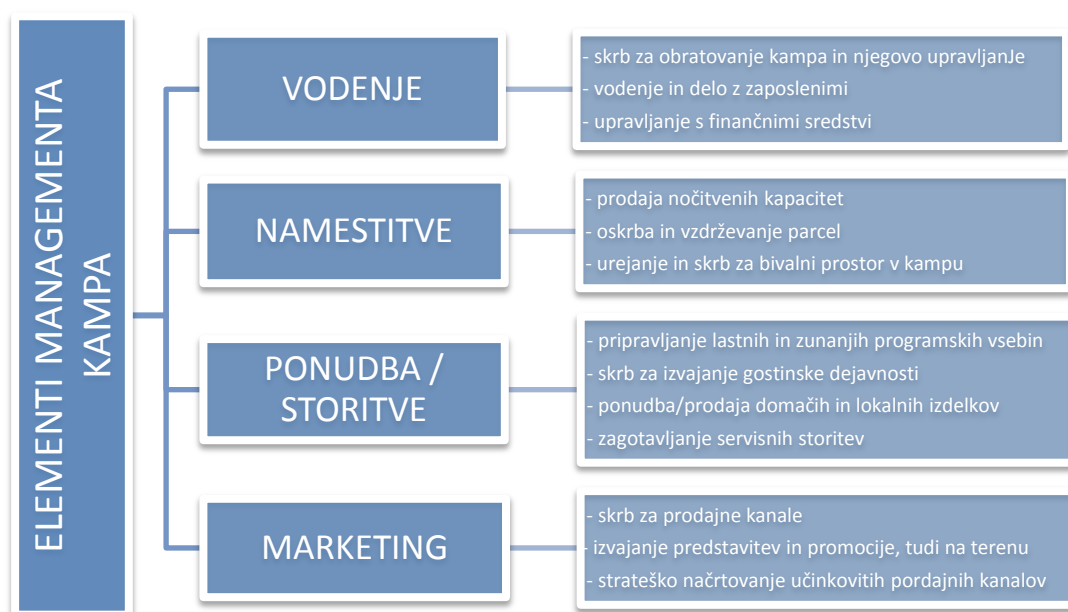 ELEMENTI MANAGEMENTA
KAMPA
VODENJE
- skrb za obratovanje kampa in njegovo upravljanJe
- vodenje in delo z zaposlenimi
- upravljanje s finančnimi sredstvi
NAMESTITVE
- prodaja nočitvenih kapacitet
- oskrba in vzdrževanje parcel
- urejanje in skrb za bivalni prostor v kampu
PONUDBA /
STORITVE
- pripravljanje lastnih in zunanjih programskih vsebin
- skrb za izvajanje gostinske dejavnosti
- ponudba/prodaja domačih in lokalnih izdelkov
- zagotavljanje servisnih storitev
MARKETING
- skrb za prodajne kanale
- izvajanje predstavitev in promocije, tudi na terenu
- strateško načrtovanje učinkovitih pordajnih kanalov